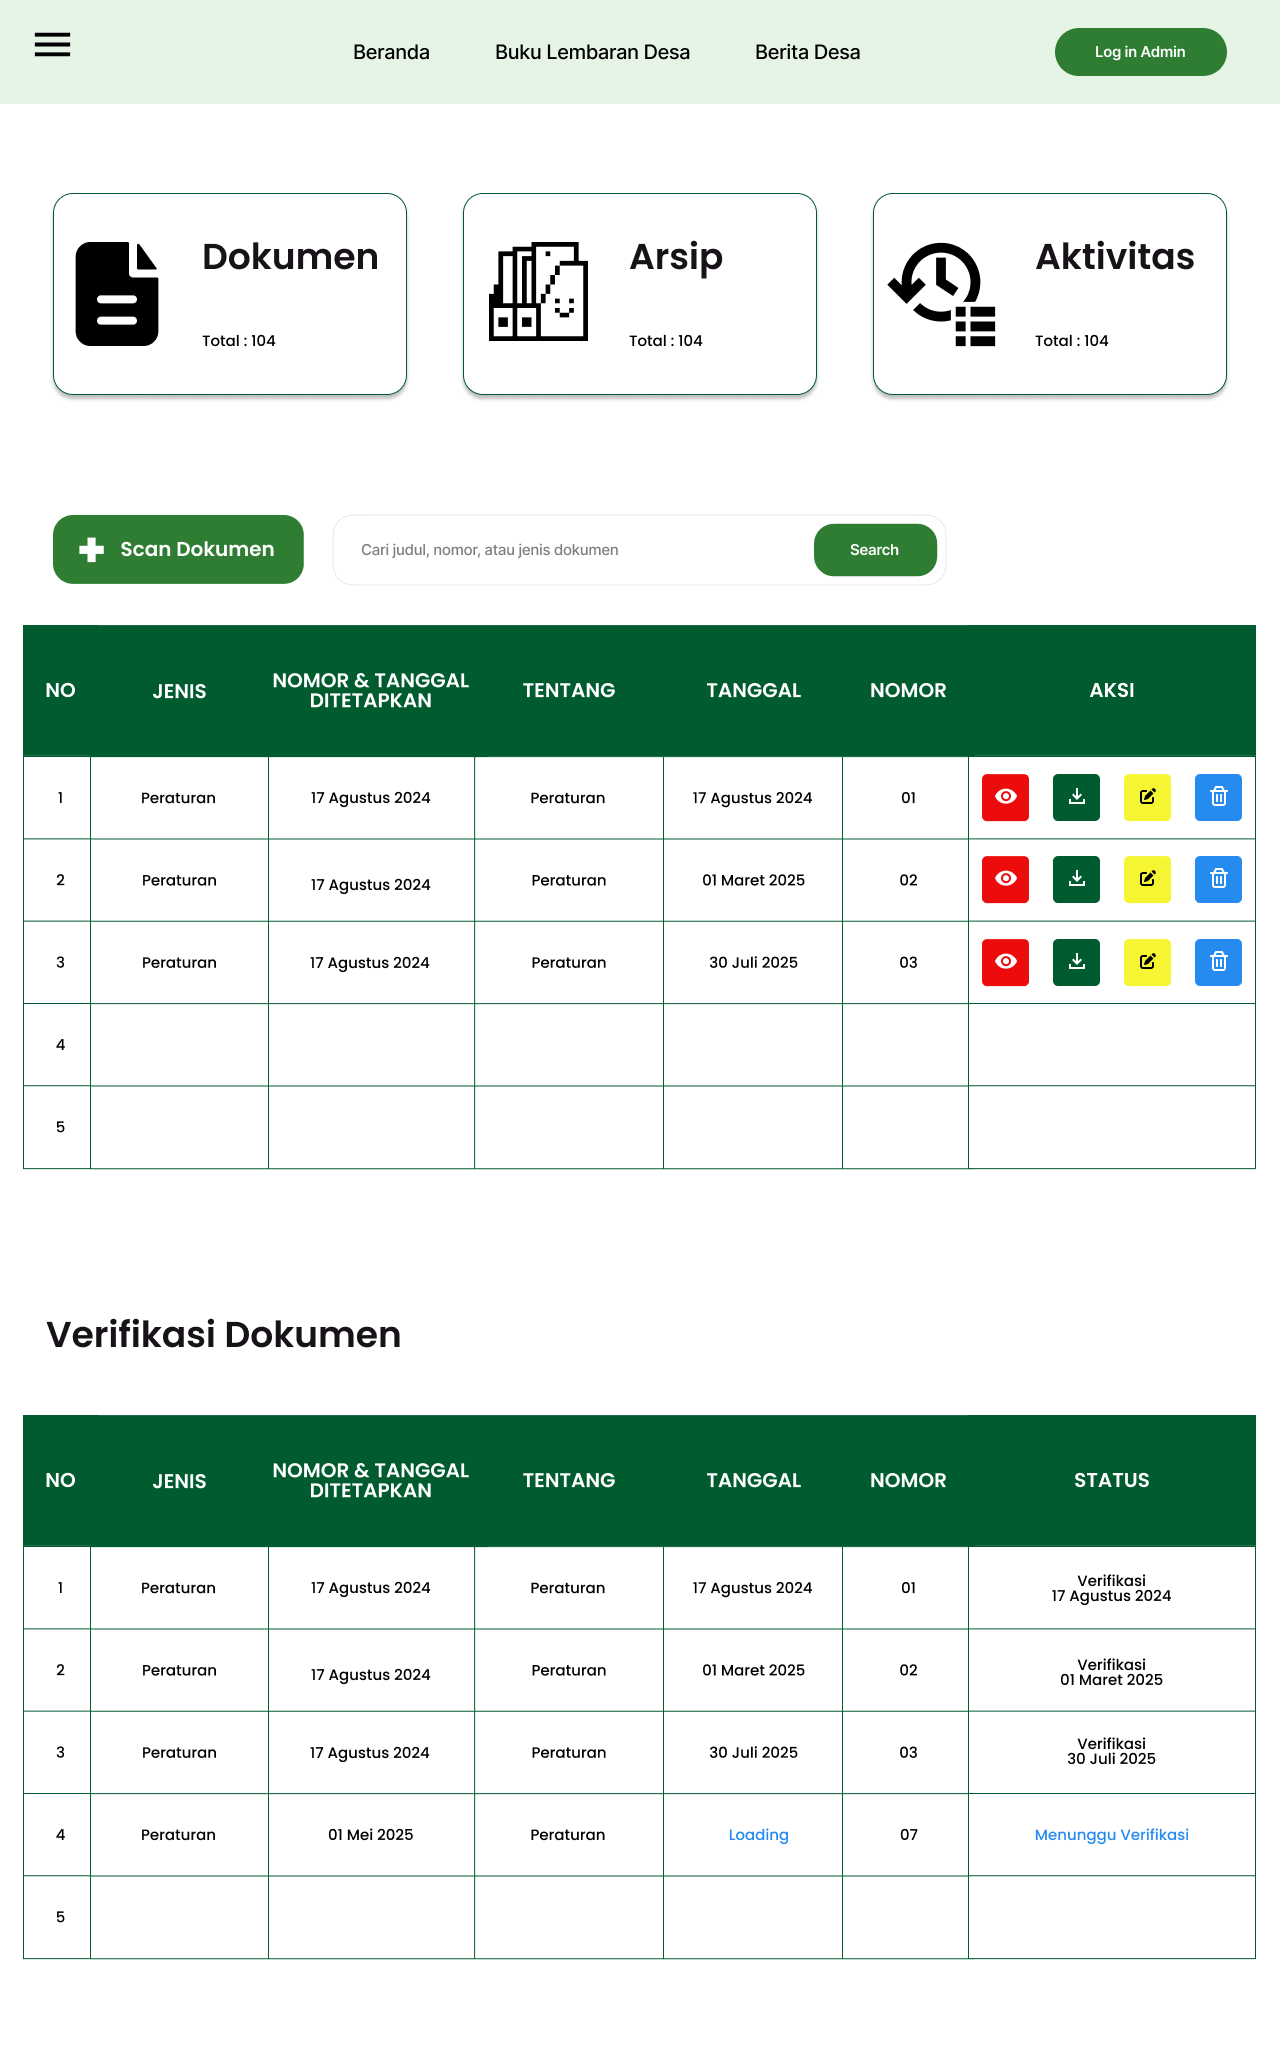 Beranda
Buku Lembaran Desa
Berita Desa
Log in Admin
Dokumen
Total : 104
Arsip
Total : 104
Aktivitas
Total : 104
Scan Dokumen
Cari judul, nomor, atau jenis dokumen
Search
NO JENIS NOMOR & TANGGAL DITETAPKAN TENTANG TANGGAL NOMOR AKSI
1 Peraturan 17 Agustus 2024 Peraturan 17 Agustus 2024 01
2 Peraturan 17 Agustus 2024 Peraturan 01 Maret 2025 02
3 Peraturan 17 Agustus 2024 Peraturan 30 Juli 2025 03
4
5
Verifikasi Dokumen
NO JENIS NOMOR & TANGGAL DITETAPKAN TENTANG TANGGAL NOMOR STATUS
1 Peraturan 17 Agustus 2024 Peraturan 17 Agustus 2024 01 Verifikasi 17 Agustus 2024
2 Peraturan 17 Agustus 2024 Peraturan 01 Maret 2025 02 Verifikasi 01 Maret 2025
3 Peraturan 17 Agustus 2024 Peraturan 30 Juli 2025 03 Verifikasi 30 Juli 2025
4 Peraturan 01 Mei 2025 Peraturan Loading 07 Menunggu Verifikasi
5